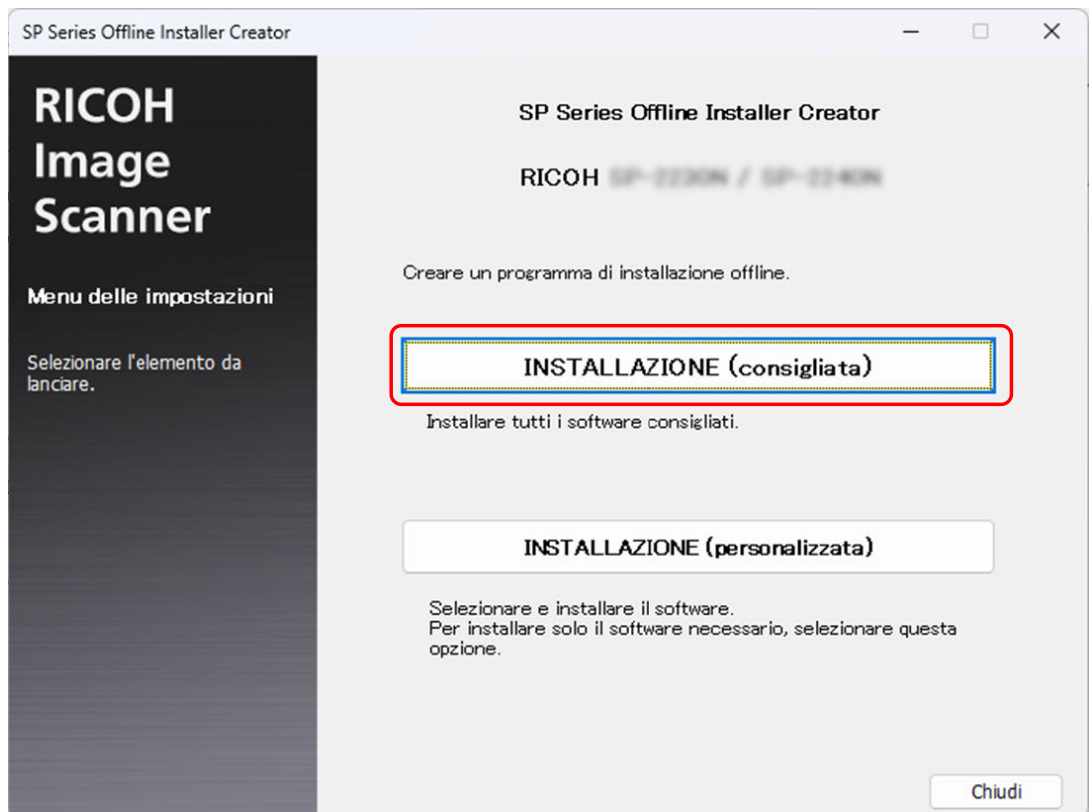 SP Series Offline Installer Creator
RICOH
Image
Scanner
Menu delle impostazioni
Selezionare l'elemento da
lanciare.
SP Series Offline Installer Creator
RICOH
Creare un programma di installazione offline.
INSTALLAZIONE (consigliata)
Installare tutti i software consigliati.
INSTALLAZIONE (personalizzata)
Selezionare e installare il software.
Per installare solo il software necessario, selezionare questa
opzione.
Chiudi